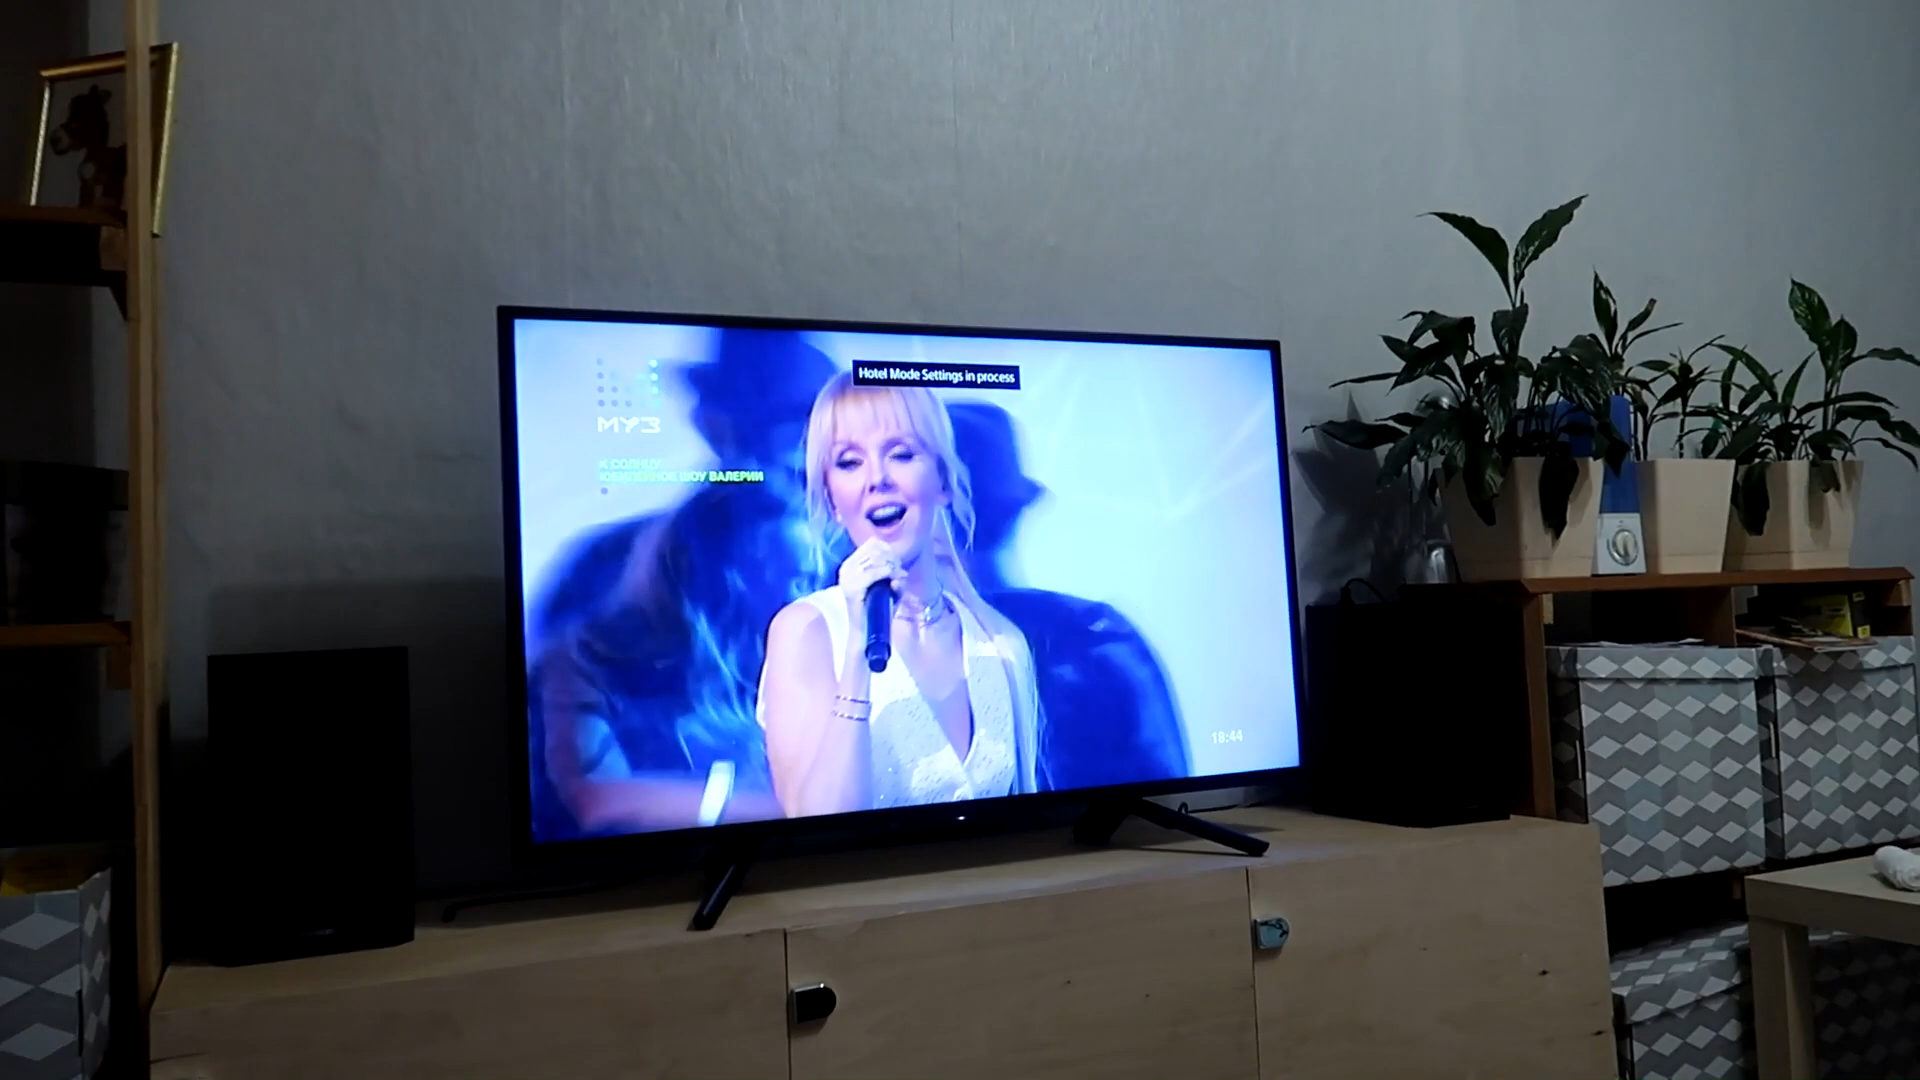 Hotel Mode Settings in process
МУЗ
К СОЛНЦУ
ЮБИЛЕЙНОЕ ШОУ ВАЛЕРИИ
18:44